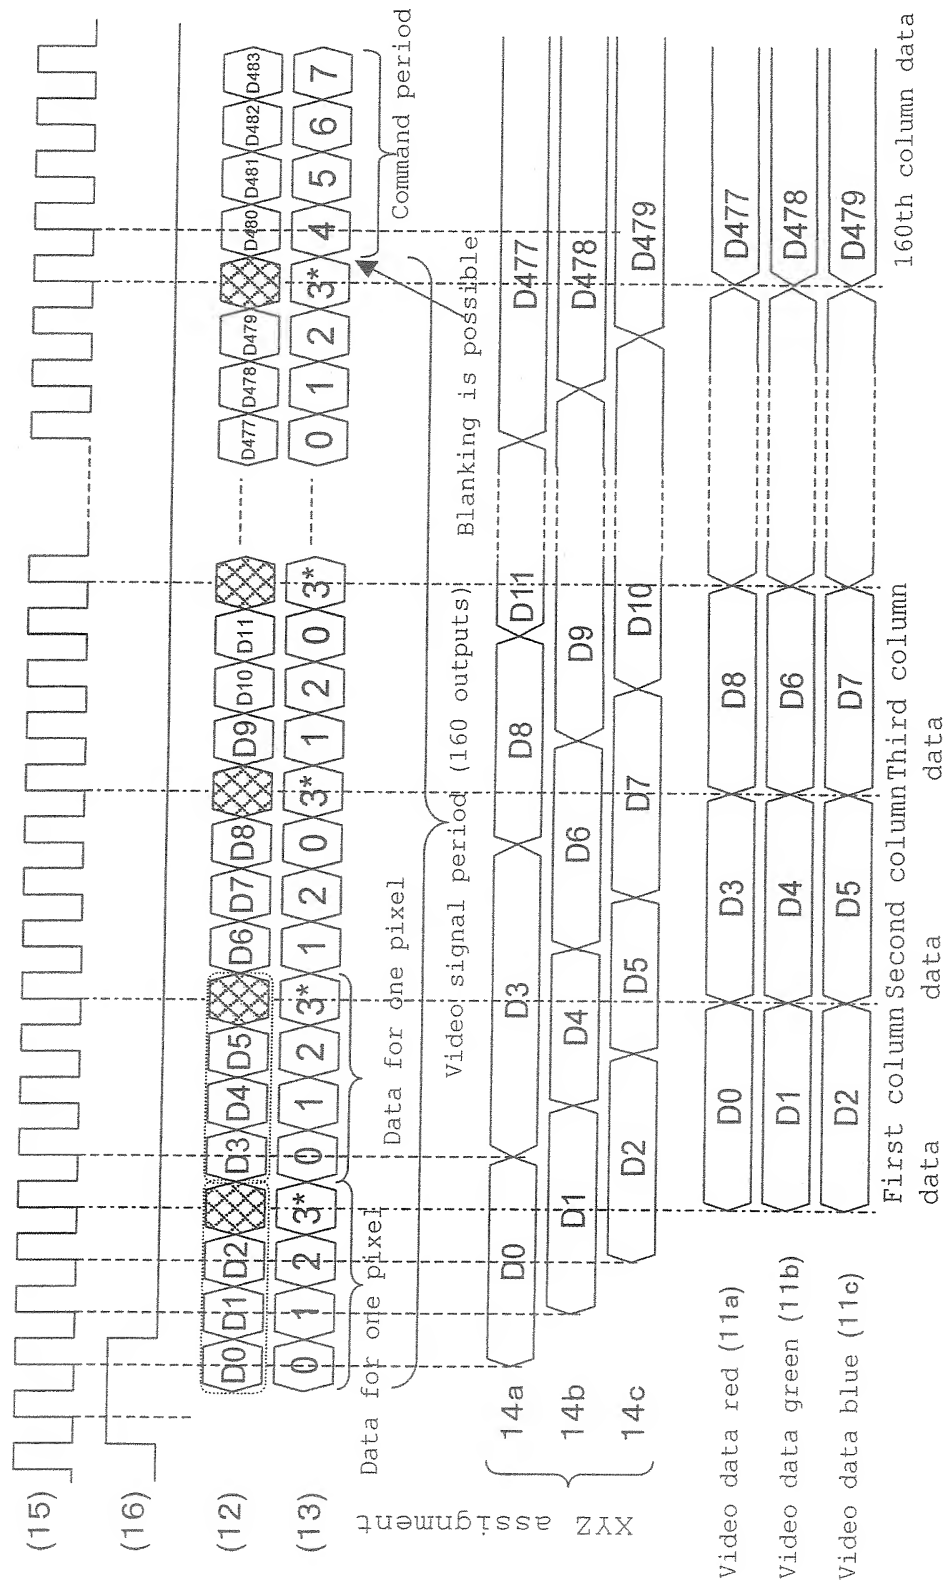 (15)
(16)
(12) D0 D1 D2 D3 D4 D5 D6 D7 D8 D9 D10 D11 D477 D478 D479 D480 D481 D482 D483
(13) 0 1 2 3* 0 1 2 3* 1 2 0 3* 1 2 0 3* 0 1 2 3* 4 5 6 7
Data for one pixel
Data for one pixel
Command period
Video signal period (160 outputs)
Blanking is possible
XYZ assignment
14a D0 D3 D8 D11 D477
14b D1 D4 D6 D9 D478
14c D2 D5 D7 D10 D479
Video data red (11a) D0 D3 D8 D477
Video data green (11b) D1 D4 D6 D478
Video data blue (11c) D2 D5 D7 D479
First column data
Second column data
Third column data
160th column data